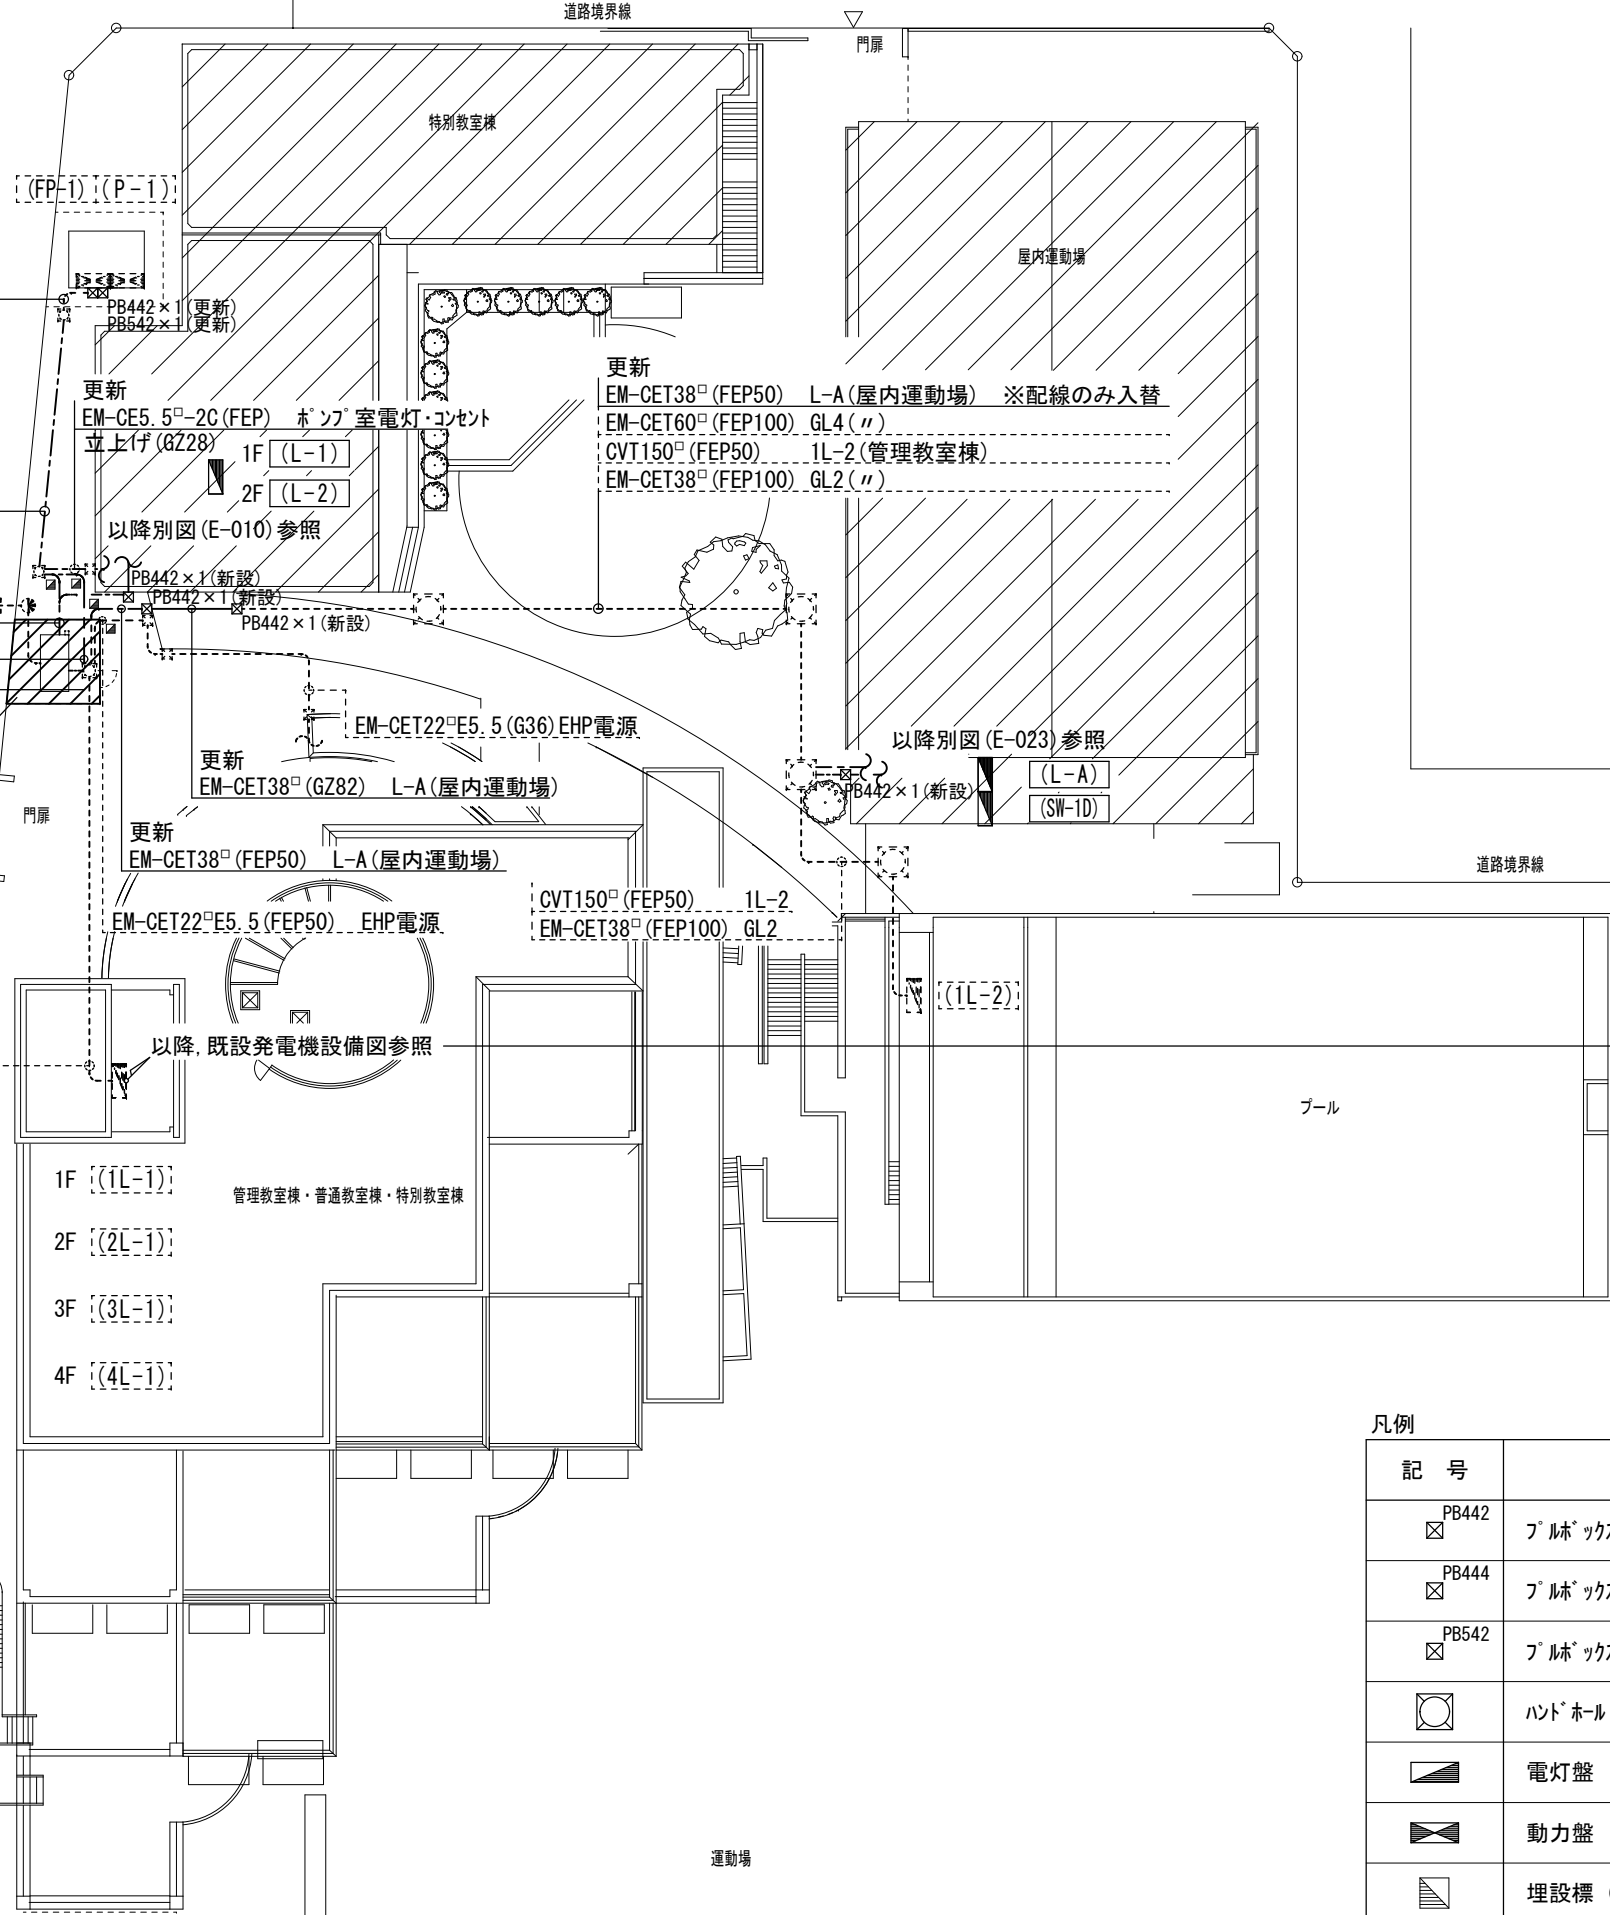 道路境界線
門扉
特別教室棟
(FP-1) (P-1)
屋内運動場
PB442×1(更新)
PB542×1(更新)
更新
EM-CE5.5□-2C(FEP) ポンプ室電灯・コンセント
立上げ(GZ28)
1F (L-1)
2F (L-2)
以降別図(E-010)参照
更新
EM-CET38□(FEP50) L-A(屋内運動場) ※配線のみ入替
EM-CET60□(FEP100) GL4(〃)
CVT150□(FEP50) 1L-2(管理教室棟)
EM-CET38□(FEP100) GL2(〃)
PB442×1(新設)
PB442×1(新設)
PB442×1(新設)
EM-CET22□E5.5(G36)EHP電源
以降別図(E-023)参照
(L-A)
(SW-1D)
PB442×1(新設)
更新
EM-CET38□(GZ82) L-A(屋内運動場)
門扉
更新
EM-CET38□(FEP50) L-A(屋内運動場)
道路境界線
CVT150□(FEP50) 1L-2
EM-CET38□(FEP100) GL2
EM-CET22□E5.5(FEP50) EHP電源
(1L-2)
以降,既設発電機設備図参照
プール
1F (1L-1)
管理教室棟・普通教室棟・特別教室棟
2F (2L-1)
3F (3L-1)
4F (4L-1)
凡例
記 号
PB442 プルボックス
PB444 プルボックス
PB542 プルボックス
ハンドホール
電灯盤
動力盤
埋設標
運動場